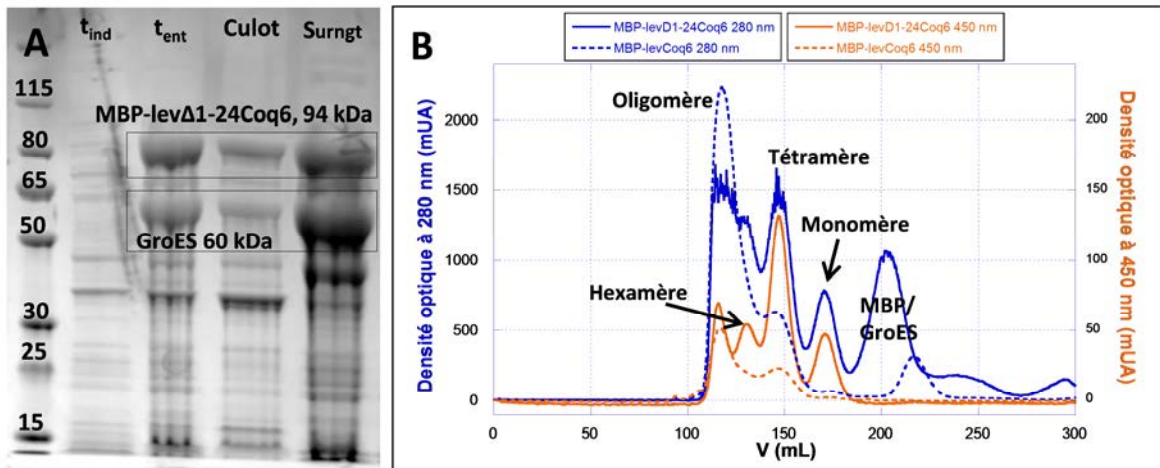 A
t_ind t_ent Culot Surngt
115
MBP-levΔ1-24Coq6, 94 kDa
80
65
50
GroES 60 kDa
30
25
15
B
MBP-levD1-24Coq6 280 nm
MBP-levCoq6 280 nm
MBP-levD1-24Coq6 450 nm
MBP-levCoq6 450 nm
Densité optique à 280 nm (mUA)
2000
1500
1000
500
0
Oligomère
Tétramère
Monomère
Hexamère
MBP/
GroES
200
150
100
50
0
Densité optique à 450 nm (mUA)
0 50 100 150 200 250 300
V (mL)